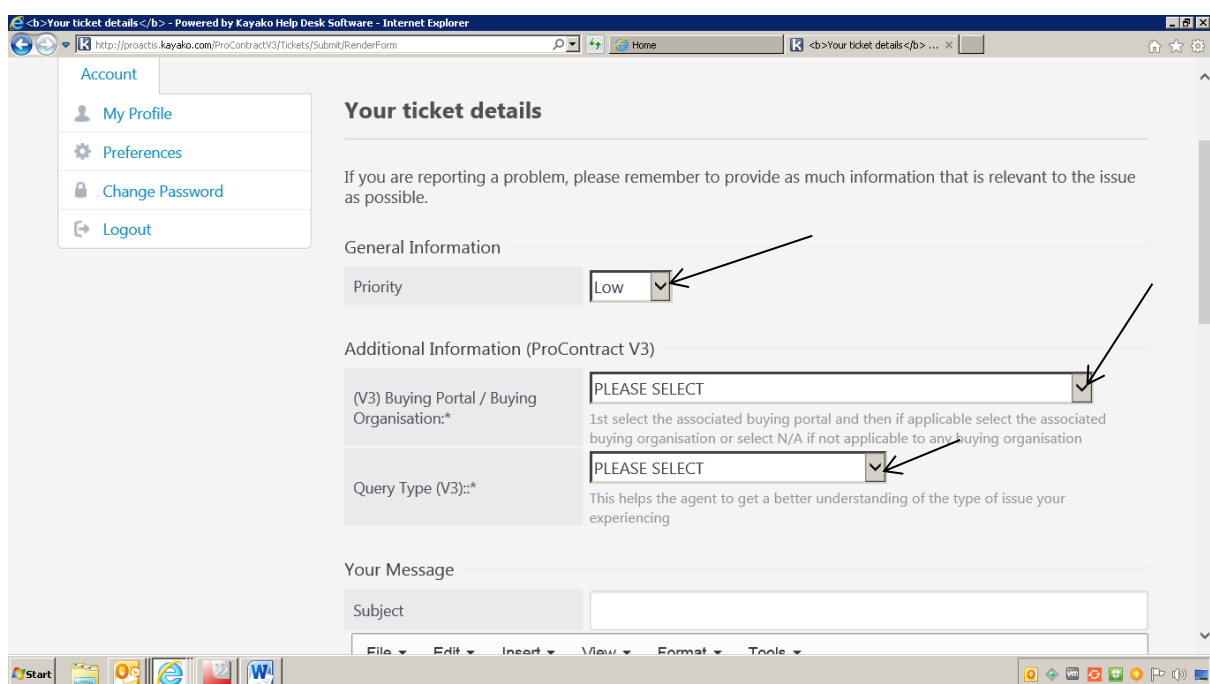 <b>Your ticket details</b> - Powered by Kayako Help Desk Software - Internet Explorer
http://proactis.kayako.com/ProContractV3/Tickets/Submit/RenderForm
Home
<b>Your ticket details</b> ...
Account
My Profile
Preferences
Change Password
Logout
Your ticket details
If you are reporting a problem, please remember to provide as much information that is relevant to the issue
as possible.
General Information
Priority
Low
Additional Information (ProContract V3)
(V3) Buying Portal / Buying
Organisation:*
PLEASE SELECT
1st select the associated buying portal and then if applicable select the associated
buying organisation or select N/A if not applicable to any buying organisation
Query Type (V3)::*
PLEASE SELECT
This helps the agent to get a better understanding of the type of issue your
experiencing
Your Message
Subject
File Edit Insert View Format Tools
Start